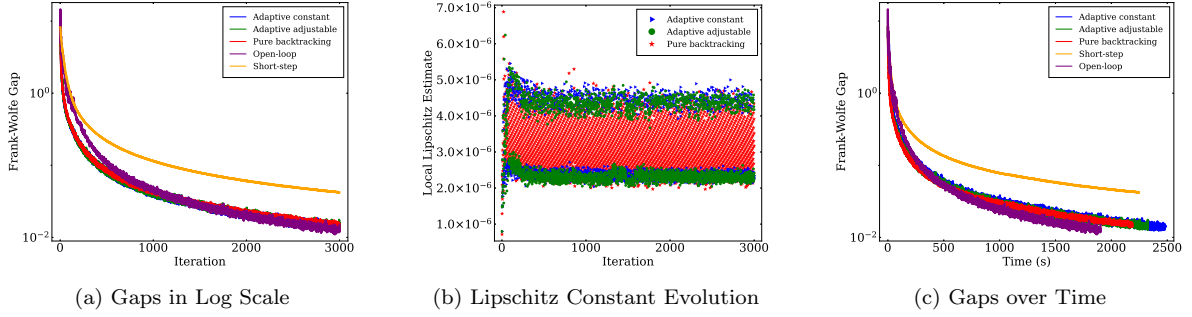 Adaptive constant
Adaptive adjustable
Pure backtracking
Open-loop
Short-step
10⁰
10⁻²
Frank-Wolfe Gap
0
1000
2000
3000
Iteration
(a) Gaps in Log Scale
Adaptive constant
Adaptive adjustable
Pure backtracking
7.0×10⁻⁶
6.0×10⁻⁶
5.0×10⁻⁶
4.0×10⁻⁶
3.0×10⁻⁶
2.0×10⁻⁶
1.0×10⁻⁶
Local Lipschitz Estimate
0
1000
2000
3000
Iteration
(b) Lipschitz Constant Evolution
Adaptive constant
Adaptive adjustable
Pure backtracking
Short-step
Open-loop
10⁰
10⁻²
Frank-Wolfe Gap
0
500
1000
1500
2000
2500
Time (s)
(c) Gaps over Time